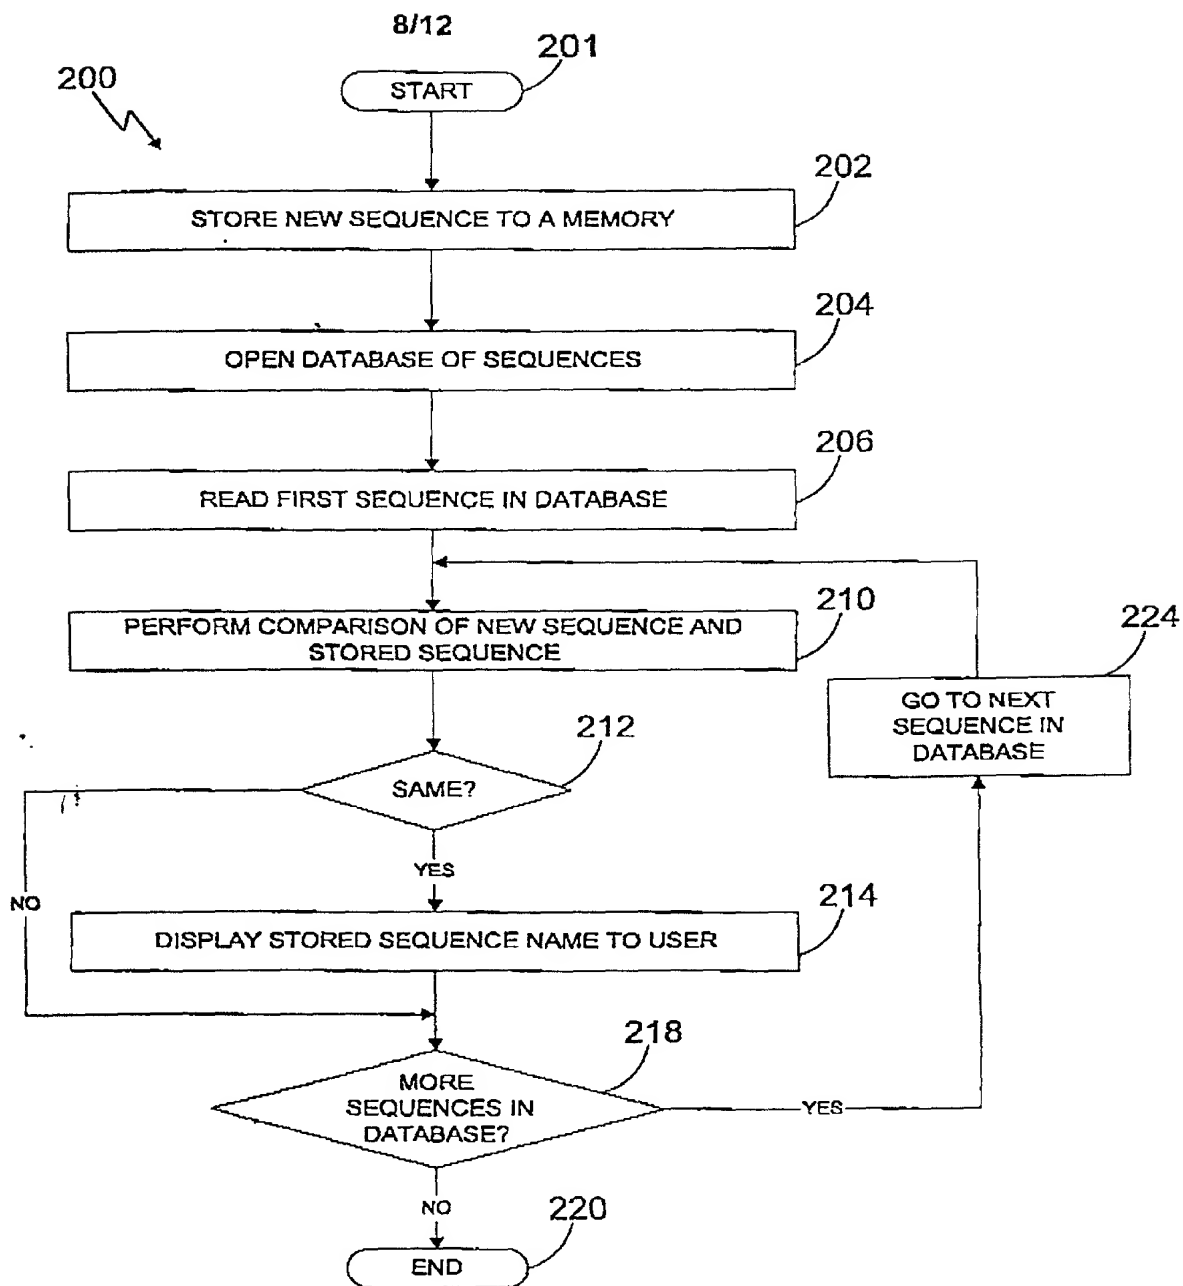 8/12
201
200
START
202
STORE NEW SEQUENCE TO A MEMORY
204
OPEN DATABASE OF SEQUENCES
206
READ FIRST SEQUENCE IN DATABASE
210
PERFORM COMPARISON OF NEW SEQUENCE AND
STORED SEQUENCE
224
GO TO NEXT
SEQUENCE IN
DATABASE
212
SAME?
YES
NO
214
DISPLAY STORED SEQUENCE NAME TO USER
218
MORE
SEQUENCES IN
DATABASE?
YES
NO
220
END